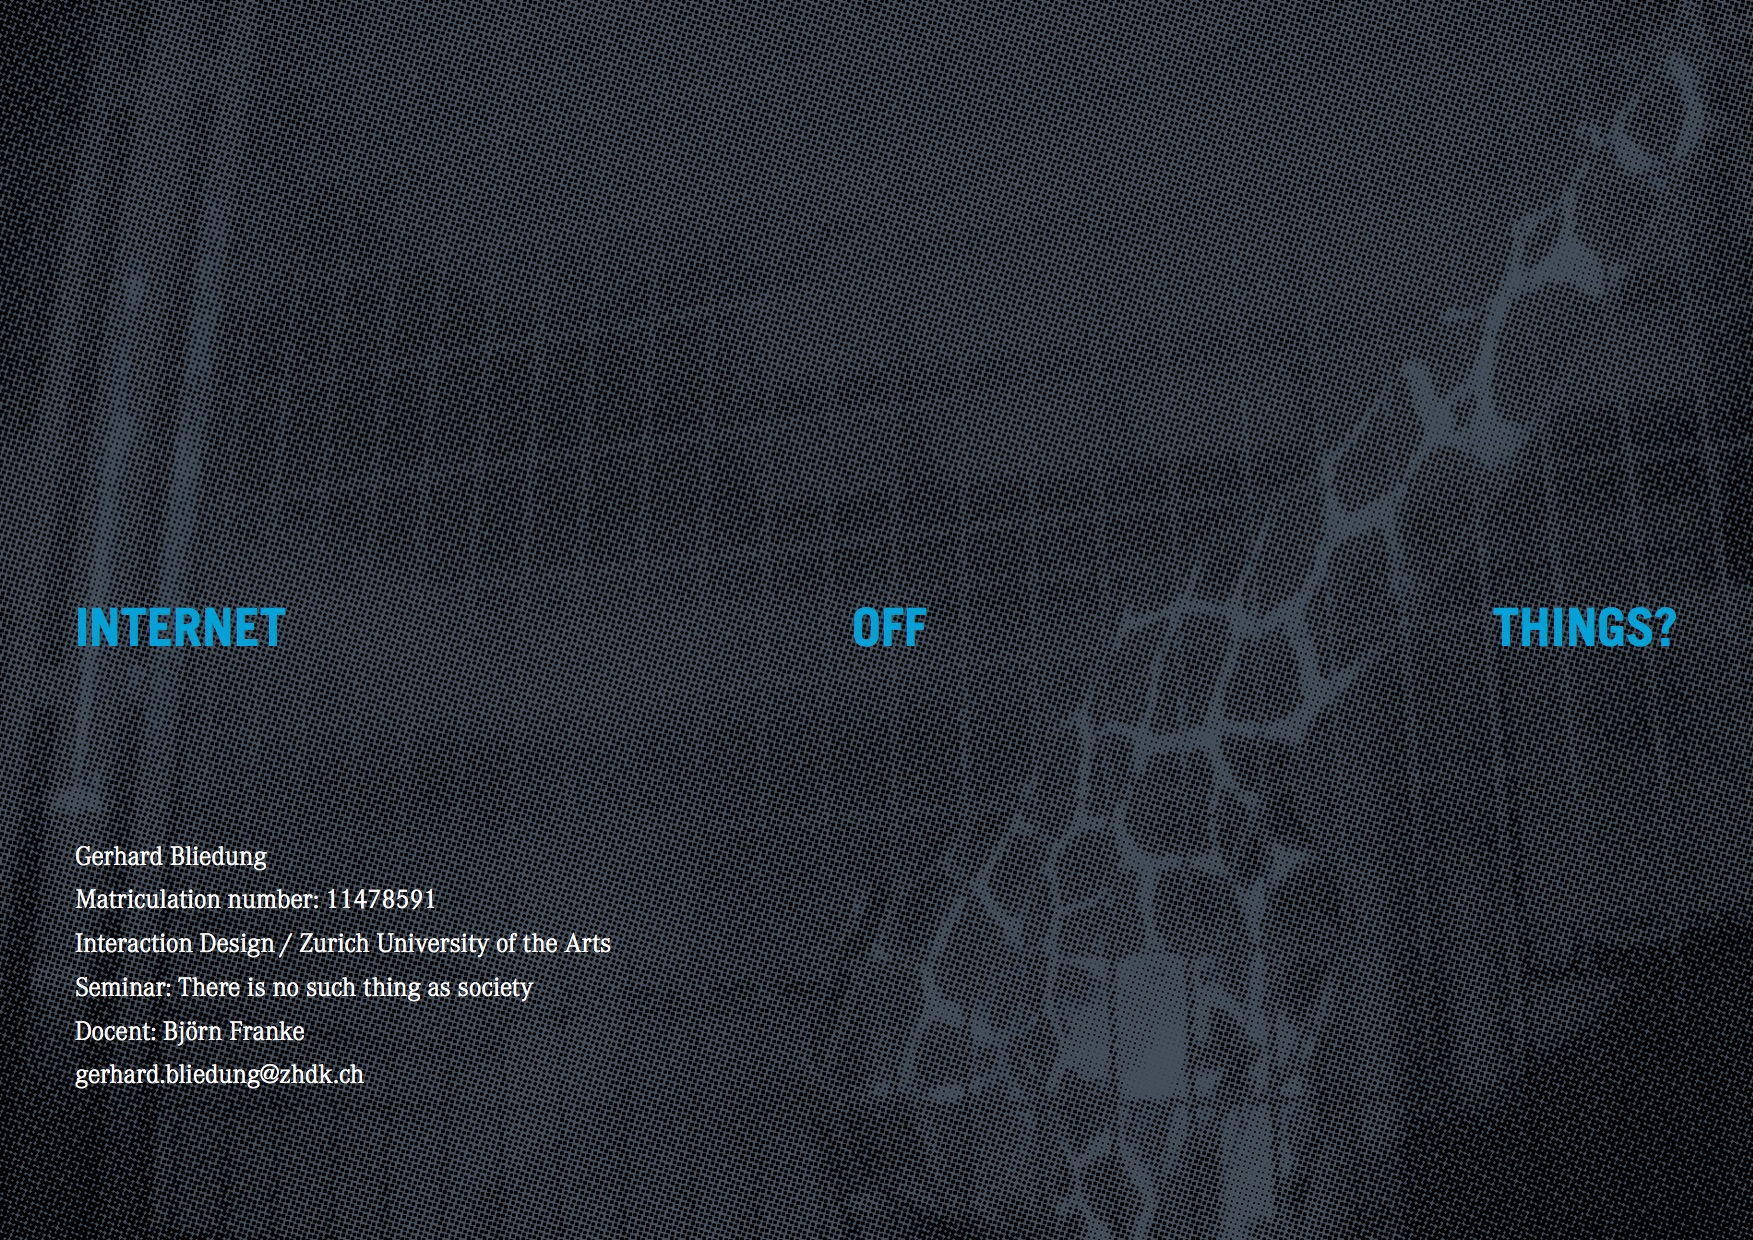 INTERNET OFF THINGS?
Gerhard Bliedung
Matriculation number: 11478591
Interaction Design / Zurich University of the Arts
Seminar: There is no such thing as society
Docent: Björn Franke
gerhard.bliedung@zhdk.ch